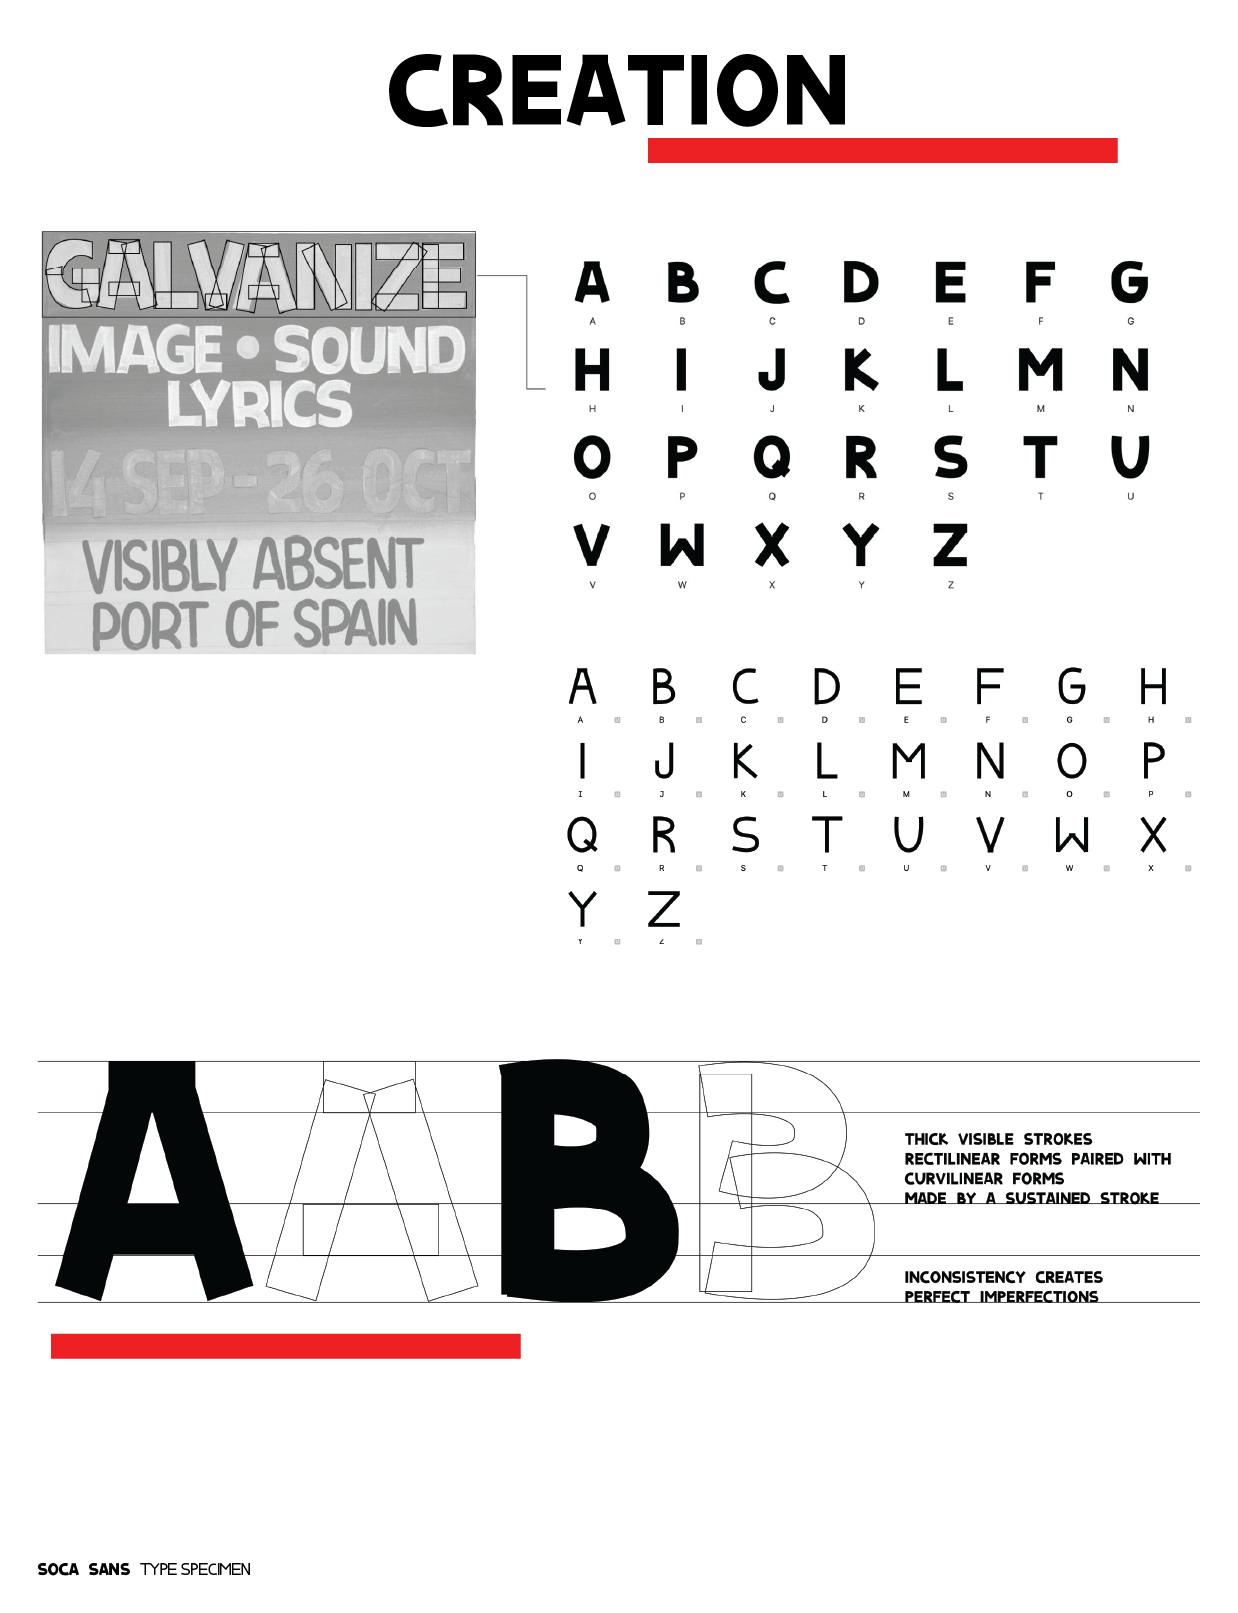 CREATION
GALVANIZE
IMAGE • SOUND
LYRICS
14 SEP - 26 OCT
VISIBLY ABSENT
PORT OF SPAIN
A B C D E F G
A B C D E F G
H I J K L M N
H I J K L M N
O P Q R S T U
O P Q R S T U
V W X Y Z
V W X Y Z
A B C D E F G H
A B C D E F G H
I J K L M N O P
I J K L M N O P
Q R S T U V W X
Q R S T U V W X
Y Z
Y Z
A A B B
THICK VISIBLE STROKES
RECTILINEAR FORMS PAIRED WITH
CURVILINEAR FORMS
MADE BY A SUSTAINED STROKE
INCONSISTENCY CREATES
PERFECT IMPERFECTIONS
SOCA SANS TYPE SPECIMEN